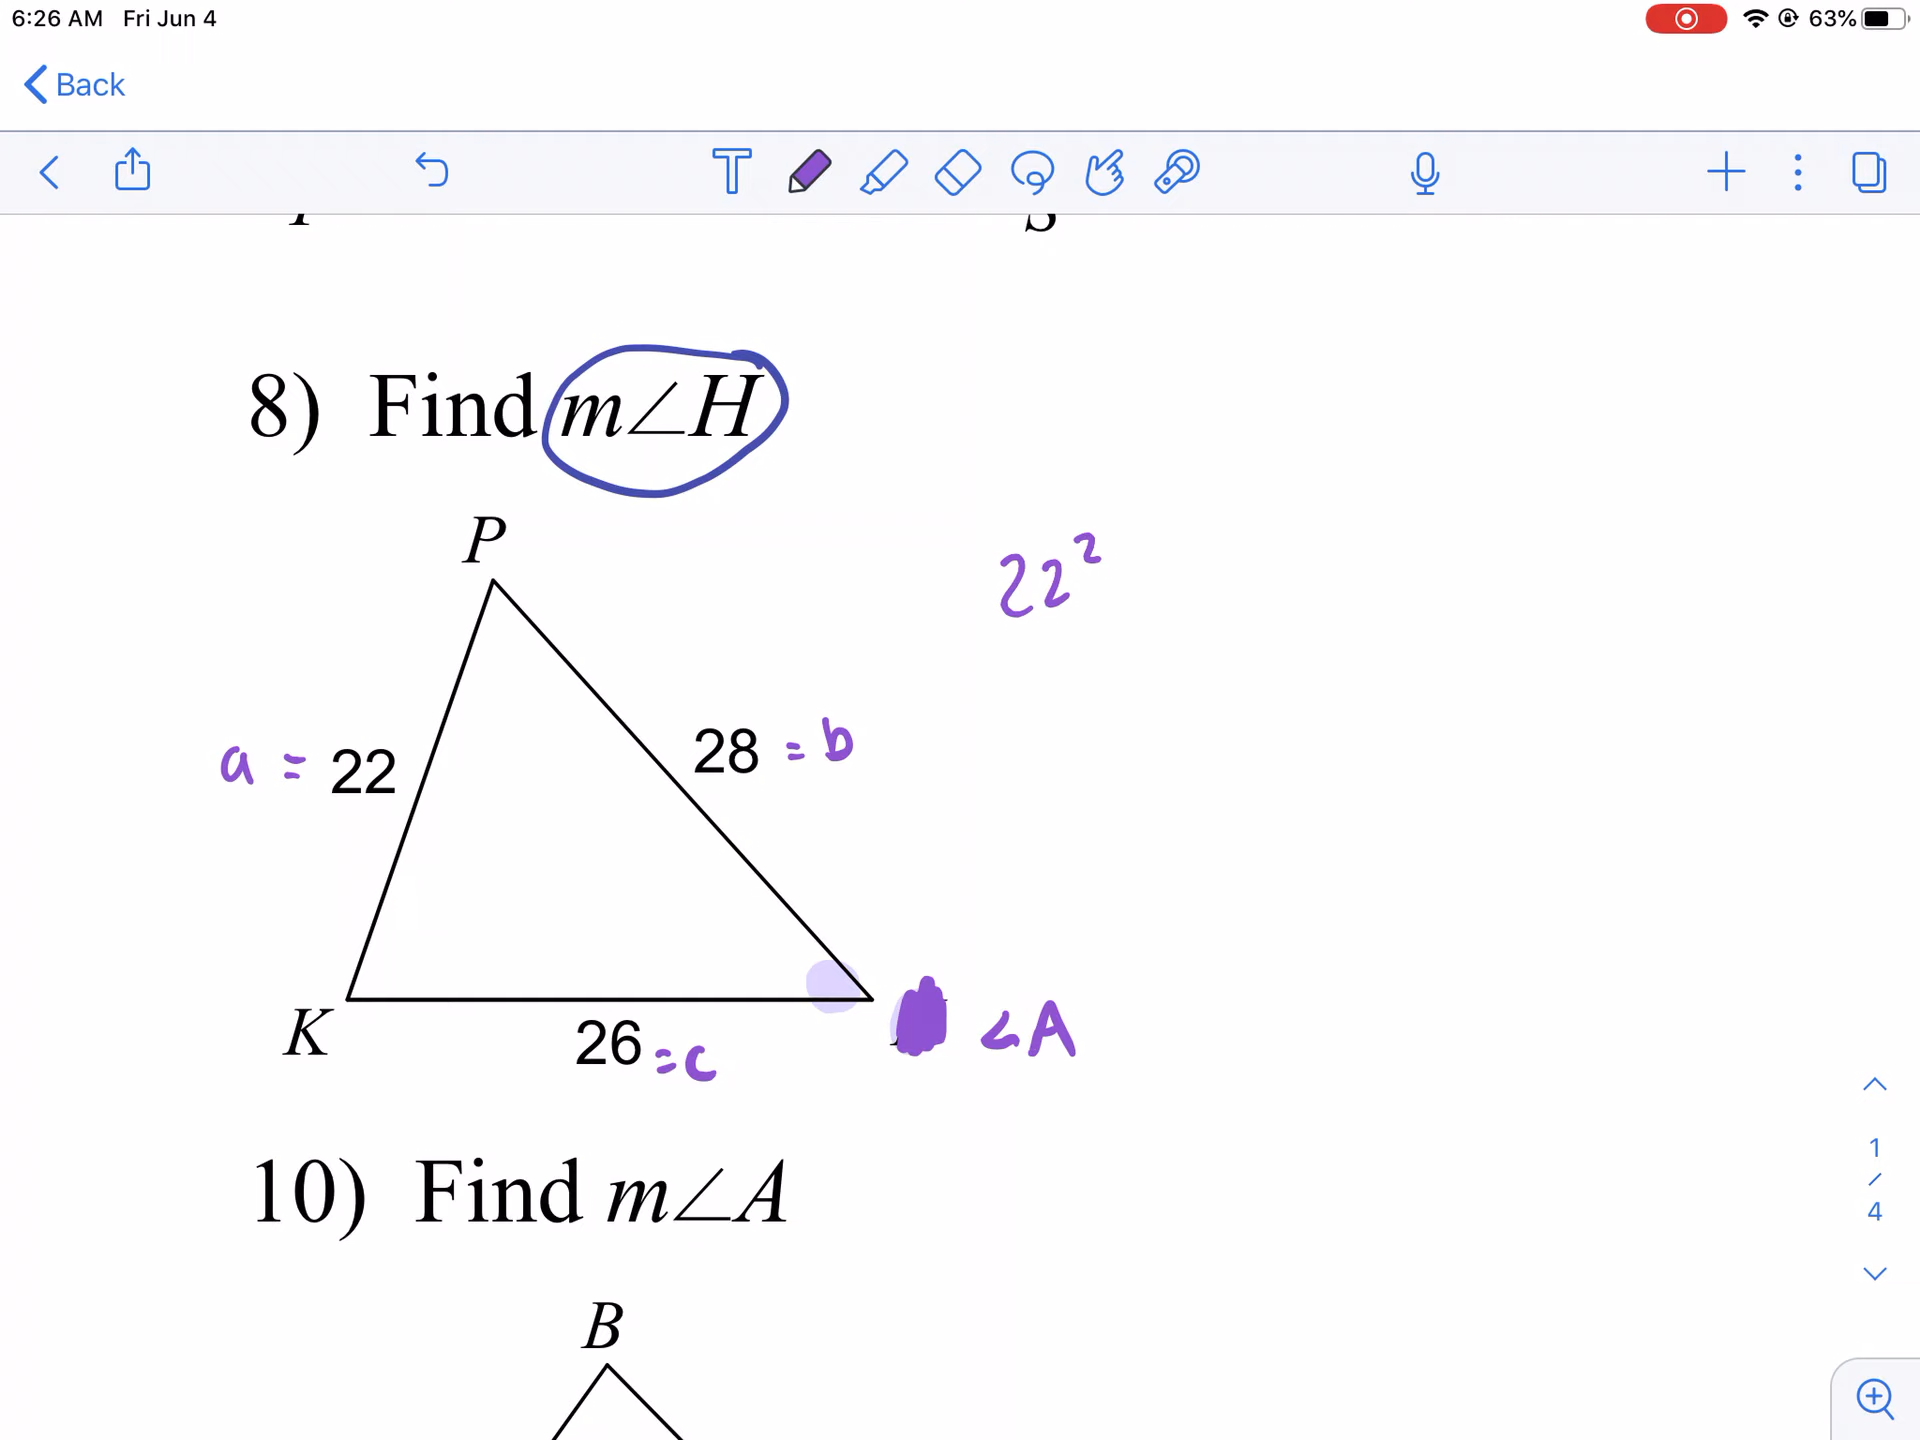 6:26 AM Fri Jun 4
63%
Back
8) Find m∠H
P
22²
a = 22
28 = b
K
26 = c
∠A
10) Find m∠A
B
1
/
4